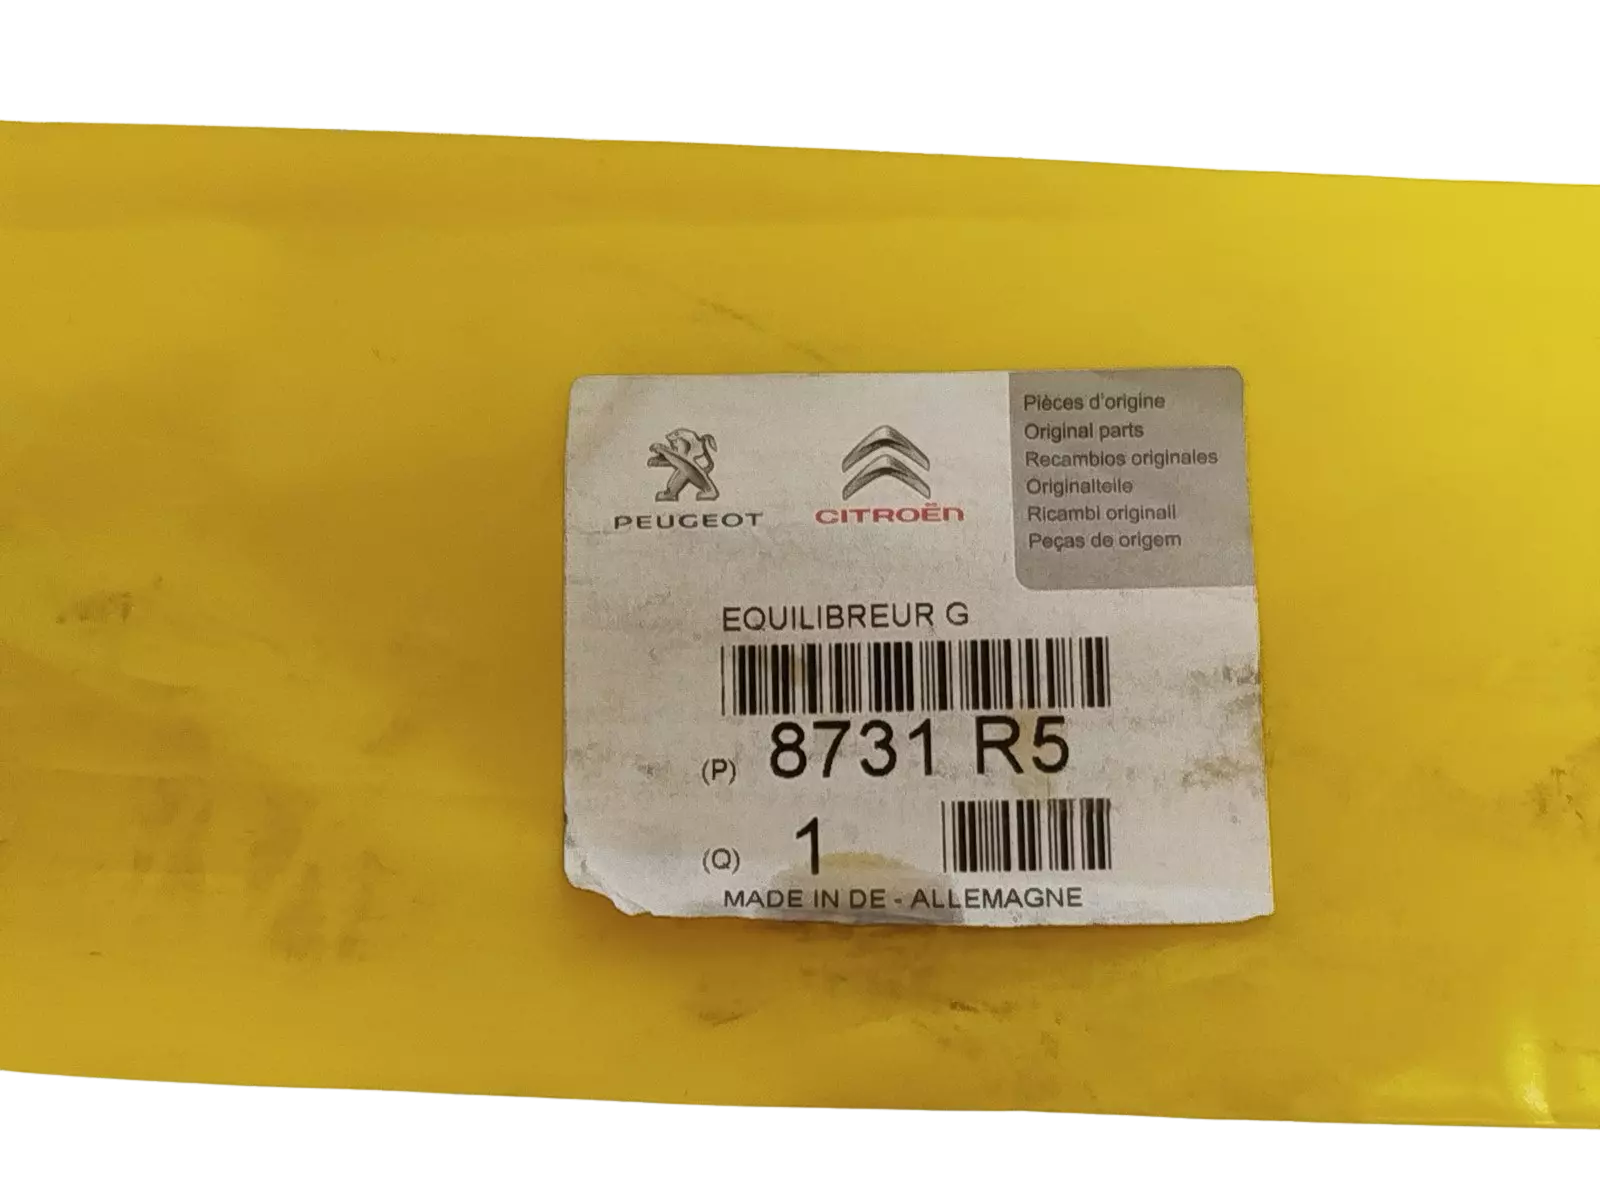 PEUGEOT
CITROËN
Pièces d'origine
Original parts
Recambios originales
Originalteile
Ricambi originali
Peças de origem
EQUILIBREUR G
(P) 8731 R5
(Q) 1
MADE IN DE - ALLEMAGNE